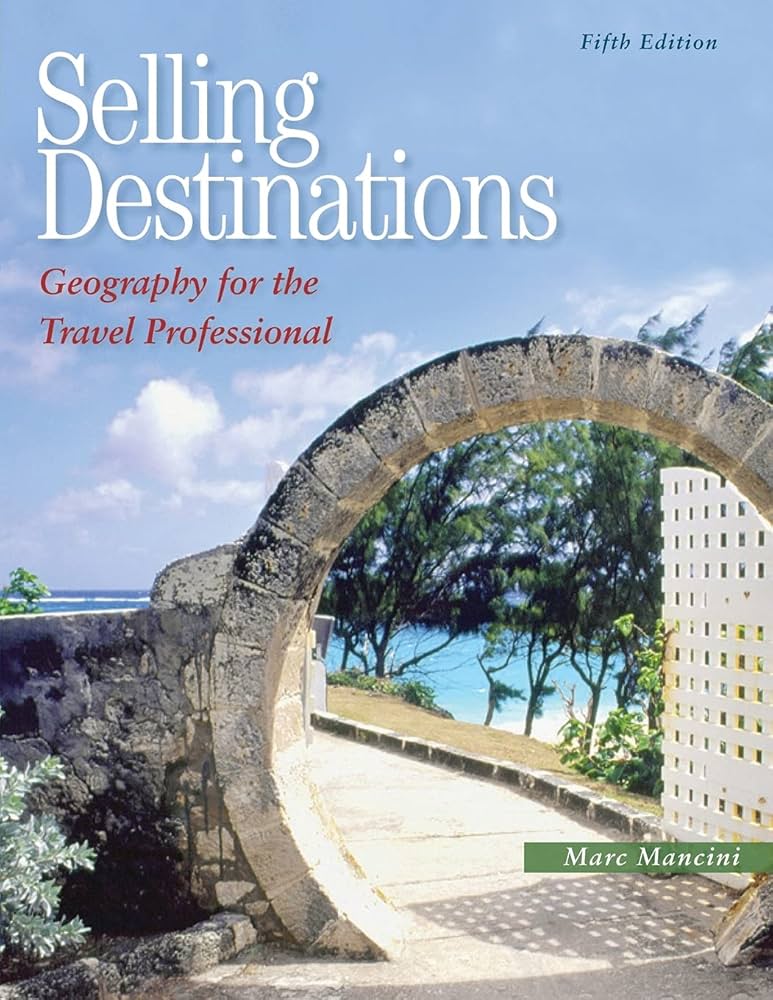 Fifth Edition
Selling
Destinations
Geography for the
Travel Professional
Marc Mancini